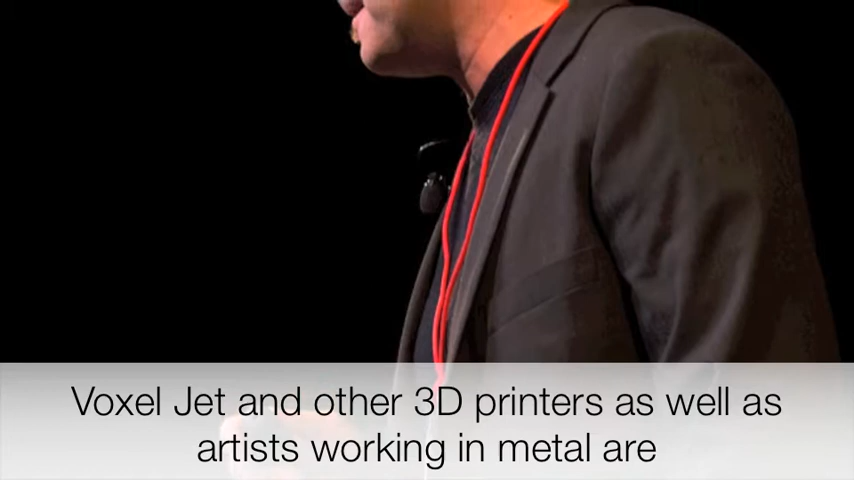 Voxel Jet and other 3D printers as well as
artists working in metal are